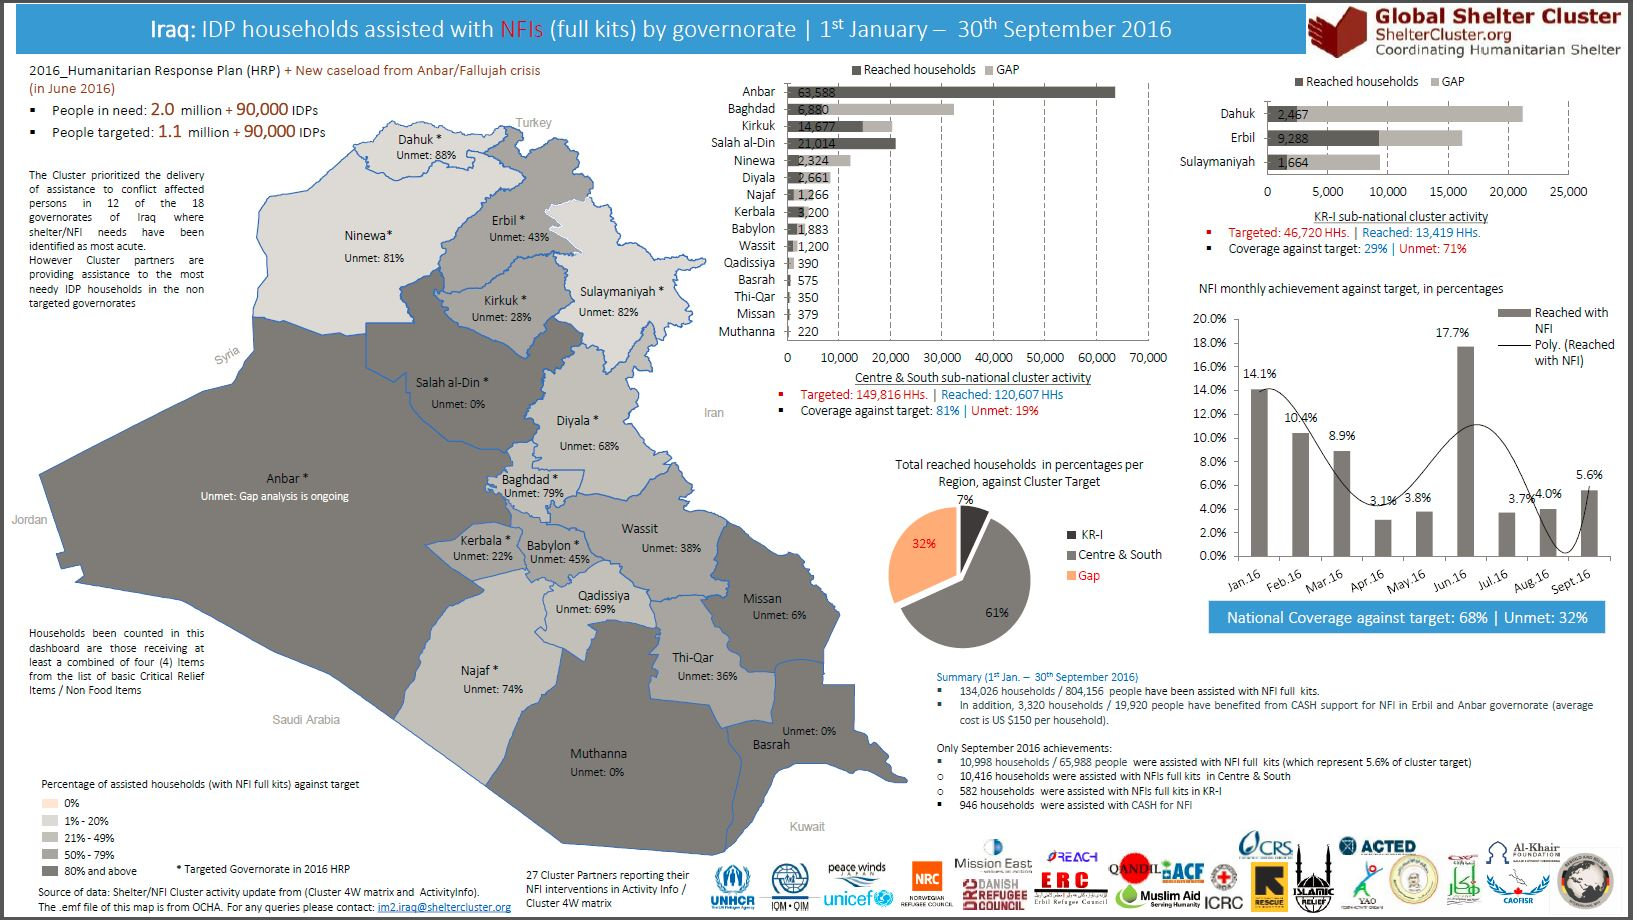 Iraq: IDP households assisted with NFIs (full kits) by governorate | 1st January – 30th September 2016
Global Shelter Cluster
ShelterCluster.org
Coordinating Humanitarian Shelter
2016_Humanitarian Response Plan (HRP) + New caseload from Anbar/Fallujah crisis
(in June 2016)
▪ People in need: 2.0 million + 90,000 IDPs
▪ People targeted: 1.1 million + 90,000 IDPs
The Cluster prioritized the delivery
of assistance to conflict affected
persons in 12 of the 18
governorates of Iraq where
shelter/NFI needs have been
identified as most acute.
However Cluster partners are
providing assistance to the most
needy IDP households in the non
targeted governorates
Turkey
Syria
Jordan
Iran
Saudi Arabia
Kuwait
Dahuk *
Unmet: 88%
Ninewa*
Unmet: 81%
Erbil *
Unmet: 43%
Kirkuk *
Unmet: 28%
Sulaymaniyah *
Unmet: 82%
Salah al-Din *
Unmet: 0%
Diyala *
Unmet: 68%
Anbar *
Unmet: Gap analysis is ongoing
Baghdad *
Unmet: 79%
Wassit
Unmet: 38%
Kerbala *
Unmet: 22%
Babylon *
Unmet: 45%
Qadissiya
Unmet: 69%
Missan
Unmet: 6%
Najaf *
Unmet: 74%
Thi-Qar
Unmet: 36%
Muthanna
Unmet: 0%
Unmet: 0%
Basrah
Households been counted in this
dashboard are those receiving at
least a combined of four (4) Items
from the list of basic Critical Relief
Items / Non Food Items
Percentage of assisted households (with NFI full kits) against target
0%
1% - 20%
21% - 49%
50% - 79%
80% and above
* Targeted Governorate in 2016 HRP
Source of data: Shelter/NFI Cluster activity update from (Cluster 4W matrix and ActivityInfo).
The .emf file of this map is from OCHA. For any queries please contact: im2.iraq@sheltercluster.org
Reached households GAP
Anbar 63,588
Baghdad 6,880
Kirkuk 14,677
Salah al-Din 21,014
Ninewa 2,324
Diyala 2,661
Najaf 1,266
Kerbala 3,200
Babylon 1,883
Wassit 1,200
Qadissiya 390
Basrah 575
Thi-Qar 350
Missan 379
Muthanna 220
0 10,000 20,000 30,000 40,000 50,000 60,000 70,000
Centre & South sub-national cluster activity
▪ Targeted: 149,816 HHs. | Reached: 120,607 HHs
▪ Coverage against target: 81% | Unmet: 19%
Reached households GAP
Dahuk 2,467
Erbil 9,288
Sulaymaniyah 1,664
0 5,000 10,000 15,000 20,000 25,000
KR-I sub-national cluster activity
▪ Targeted: 46,720 HHs. | Reached: 13,419 HHs.
▪ Coverage against target: 29% | Unmet: 71%
Total reached households in percentages per
Region, against Cluster Target
7%
32%
61%
KR-I
Centre & South
Gap
NFI monthly achievement against target, in percentages
Reached with
NFI
Poly. (Reached
with NFI)
20.0%
18.0%
16.0%
14.0%
12.0%
10.0%
8.0%
6.0%
4.0%
2.0%
0.0%
14.1% 10.4% 8.9% 3.1% 3.8% 17.7% 3.7% 4.0% 5.6%
Jan.16 Feb.16 Mar.16 Apr.16 May.16 Jun.16 Jul.16 Aug.16 Sept.16
National Coverage against target: 68% | Unmet: 32%
Summary (1st Jan. – 30th September 2016)
▪ 134,026 households / 804,156 people have been assisted with NFI full kits.
▪ In addition, 3,320 households / 19,920 people have benefited from CASH support for NFI in Erbil and Anbar governorate (average
cost is US $150 per household).
Only September 2016 achievements:
▪ 10,998 households / 65,988 people were assisted with NFI full kits (which represent 5.6% of cluster target)
o 10,416 households were assisted with NFIs full kits in Centre & South
o 582 households were assisted with NFIs full kits in KR-I
▪ 946 households were assisted with CASH for NFI
27 Cluster Partners reporting their
NFI interventions in Activity Info /
Cluster 4W matrix
UNHCR
IOM • OIM
peace winds
JAPAN
unicef
NRC
NORWEGIAN
REFUGEE COUNCIL
Mission East
DRC DANISH
REFUGEE
COUNCIL
REACH
ERC
Erbil Refugee Council
QANDIL
ACF
Muslim Aid
Serving Humanity
ICRC
CRS
RESCUE
ISLAMIC
RELIEF
ACTED
YAO
Al-Khair
FOUNDATION
CAOFISR